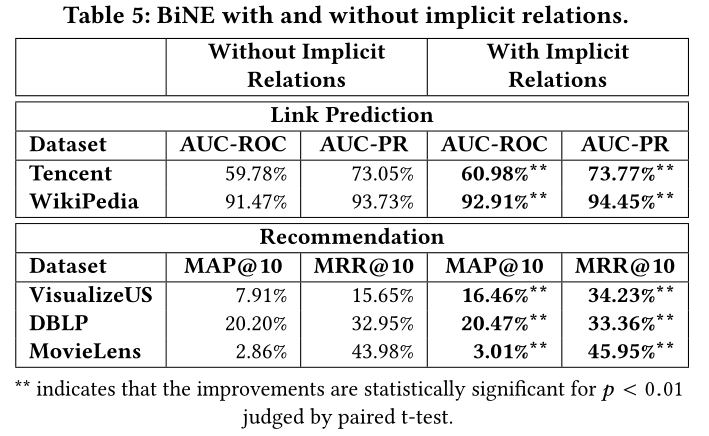 Table 5: BiNE with and without implicit relations.
Without Implicit Relations With Implicit Relations
Link Prediction
Dataset AUC-ROC AUC-PR AUC-ROC AUC-PR
Tencent 59.78% 73.05% 60.98%** 73.77%**
WikiPedia 91.47% 93.73% 92.91%** 94.45%**
Recommendation
Dataset MAP@10 MRR@10 MAP@10 MRR@10
VisualizeUS 7.91% 15.65% 16.46%** 34.23%**
DBLP 20.20% 32.95% 20.47%** 33.36%**
MovieLens 2.86% 43.98% 3.01%** 45.95%**
** indicates that the improvements are statistically significant for p < 0.01
judged by paired t-test.